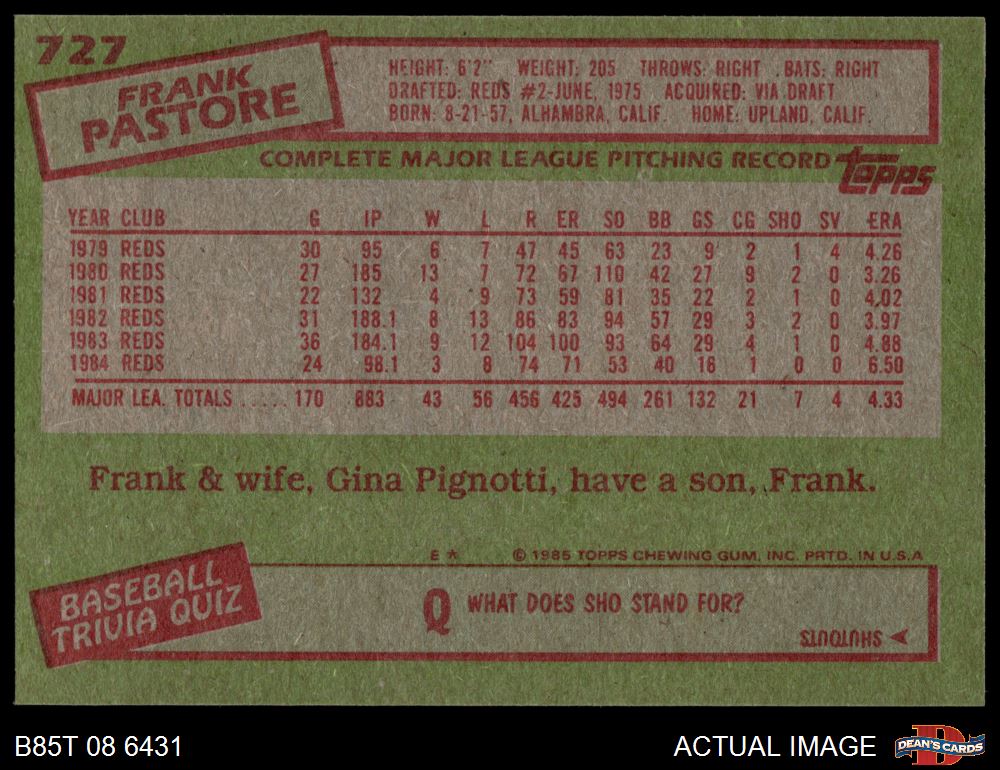 727
FRANK
PASTORE
HEIGHT: 6'2" WEIGHT: 205 THROWS: RIGHT BATS: RIGHT
DRAFTED: REDS #2-JUNE, 1975 ACQUIRED: VIA DRAFT
BORN: 8-21-57, ALHAMBRA, CALIF. HOME: UPLAND, CALIF.
COMPLETE MAJOR LEAGUE PITCHING RECORD topps
YEAR CLUB G IP W L R ER SO BB GS CG SHO SV ERA
1979 REDS 30 95 6 7 47 45 63 23 9 2 1 4 4.26
1980 REDS 27 185 13 7 72 67 110 42 27 9 2 0 3.26
1981 REDS 22 132 4 9 73 59 81 35 22 2 1 0 4.02
1982 REDS 31 188.1 8 13 86 83 94 57 29 3 2 0 3.97
1983 REDS 36 184.1 9 12 104 100 93 64 29 4 1 0 4.88
1984 REDS 24 98.1 3 8 74 71 53 40 16 1 0 0 6.50
MAJOR LEA. TOTALS ..... 170 883 43 56 456 425 494 261 132 21 7 4 4.33
Frank & wife, Gina Pignotti, have a son, Frank.
E * © 1985 TOPPS CHEWING GUM, INC. PRTD. IN U.S.A
BASEBALL
TRIVIA QUIZ
Q WHAT DOES SHO STAND FOR?
SHUTOUTS
B85T 08 6431
ACTUAL IMAGE
DEAN'S CARDS